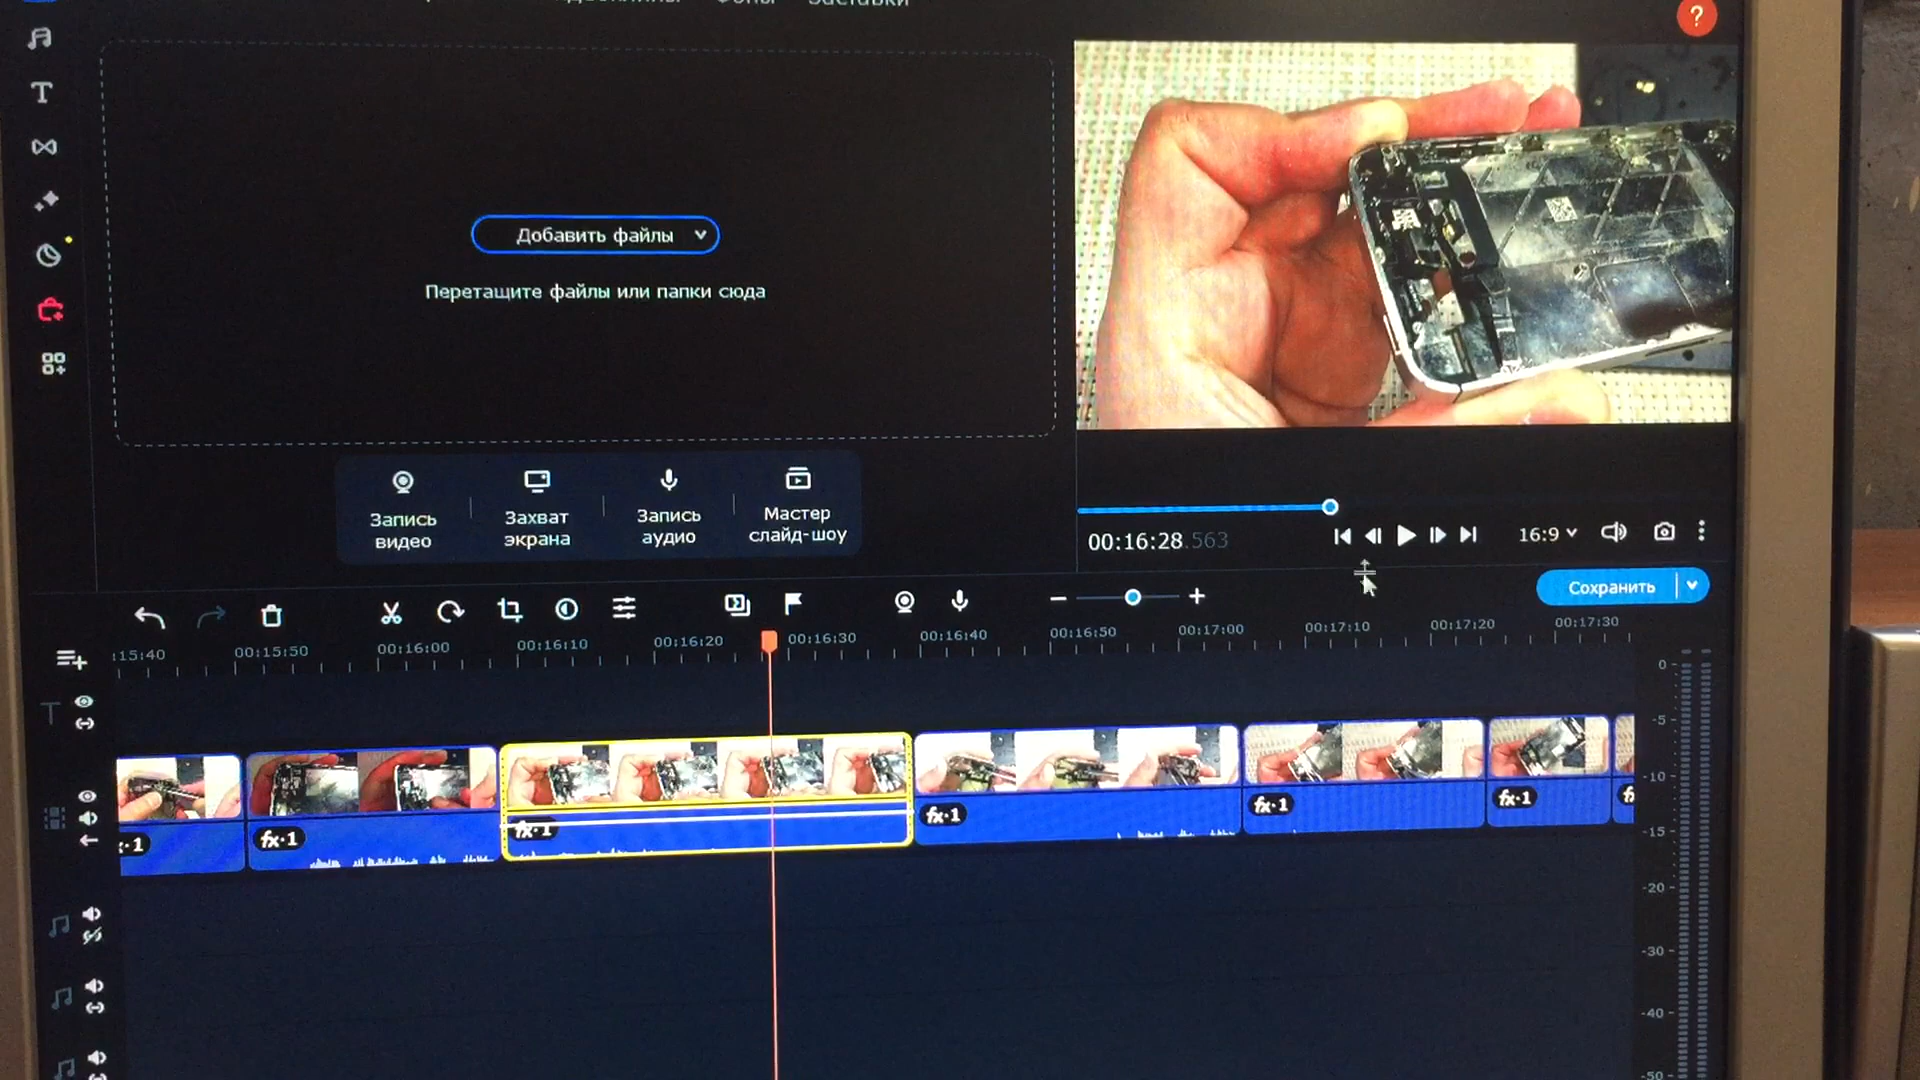 Фоны Заставки
?
Добавить файлы
Перетащите файлы или папки сюда
Запись видео
Захват экрана
Запись аудио
Мастер слайд-шоу
00:16:28.563
16:9
Сохранить
:15:40 00:15:50 00:16:00 00:16:10 00:16:20 00:16:30 00:16:40 00:16:50 00:17:00 00:17:10 00:17:20 00:17:30
T
fx·1
fx·1
fx·1
fx·1
fx·1
0
-5
-10
-15
-20
-30
-40
-50